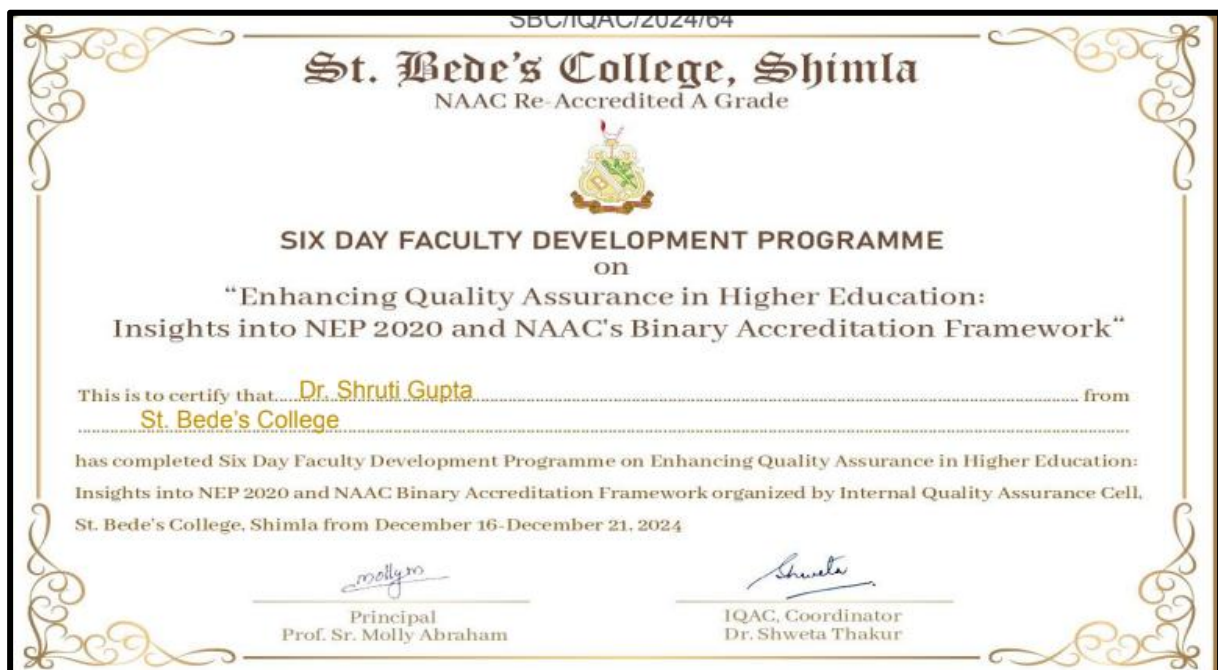 SBC/IQAC/2024/64
St. Bede's College, Shimla
NAAC Re-Accredited A Grade
SIX DAY FACULTY DEVELOPMENT PROGRAMME
on
“Enhancing Quality Assurance in Higher Education:
Insights into NEP 2020 and NAAC's Binary Accreditation Framework“
This is to certify that....Dr. Shruti Gupta.... from
St. Bede's College
has completed Six Day Faculty Development Programme on Enhancing Quality Assurance in Higher Education:
Insights into NEP 2020 and NAAC Binary Accreditation Framework organized by Internal Quality Assurance Cell,
St. Bede's College, Shimla from December 16-December 21, 2024
mollym
Shweta
Principal
IQAC, Coordinator
Prof. Sr. Molly Abraham
Dr. Shweta Thakur